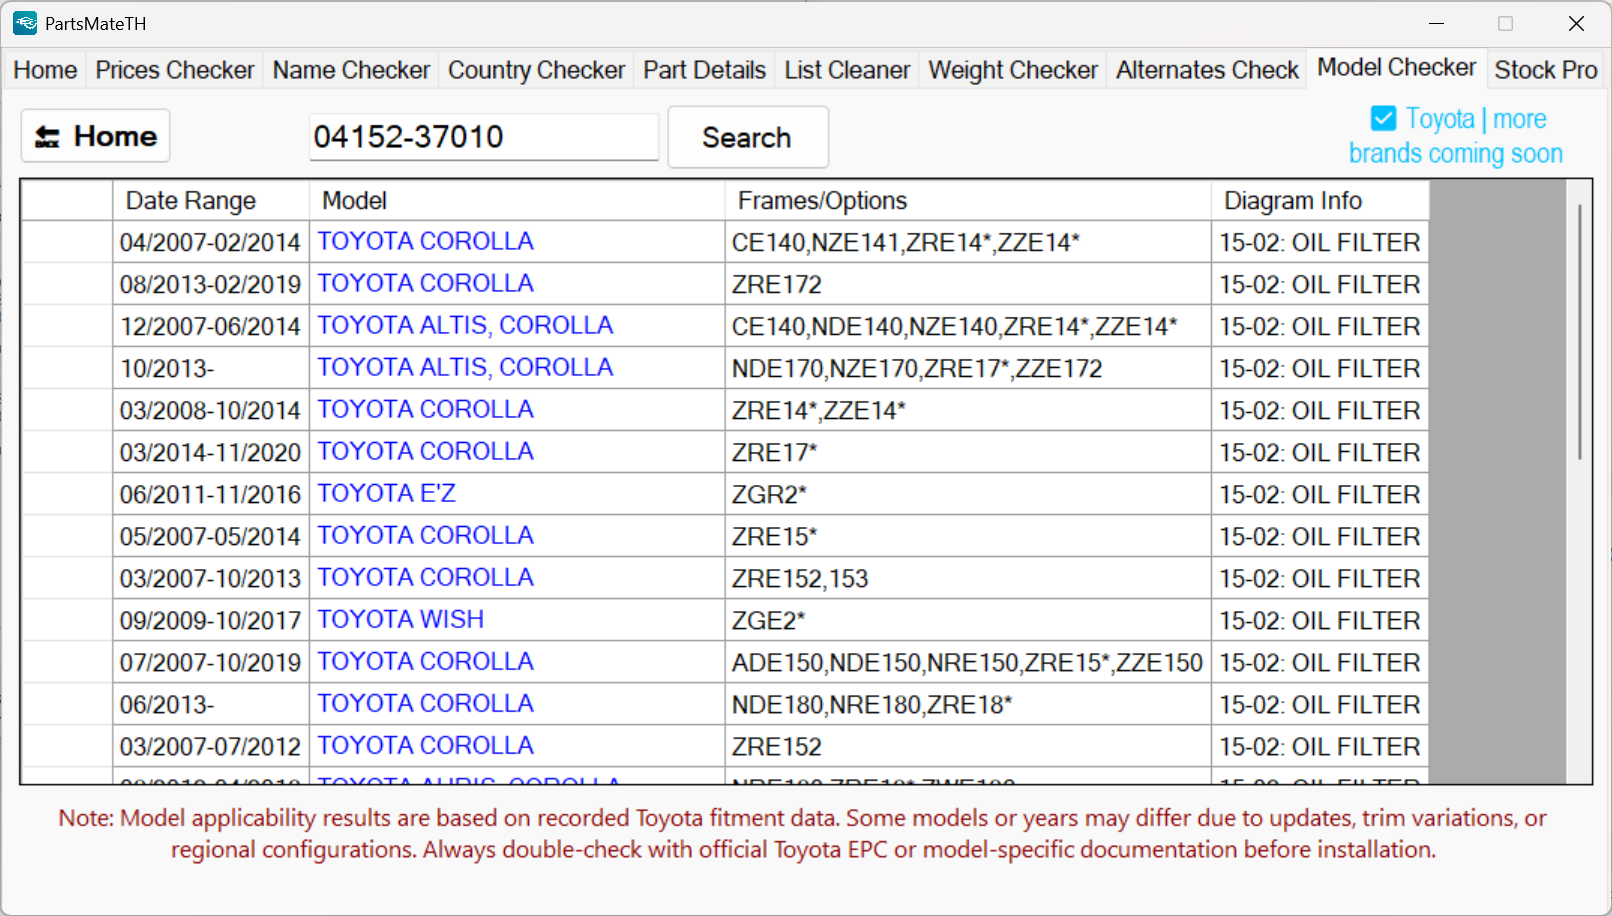 PartsMateTH
Home Prices Checker Name Checker Country Checker Part Details List Cleaner Weight Checker Alternates Check Model Checker Stock Pro
BACK Home 04152-37010 Search Toyota | more
brands coming soon
Date Range Model Frames/Options Diagram Info
04/2007-02/2014 TOYOTA COROLLA CE140,NZE141,ZRE14*,ZZE14* 15-02: OIL FILTER
08/2013-02/2019 TOYOTA COROLLA ZRE172 15-02: OIL FILTER
12/2007-06/2014 TOYOTA ALTIS, COROLLA CE140,NDE140,NZE140,ZRE14*,ZZE14* 15-02: OIL FILTER
10/2013- TOYOTA ALTIS, COROLLA NDE170,NZE170,ZRE17*,ZZE172 15-02: OIL FILTER
03/2008-10/2014 TOYOTA COROLLA ZRE14*,ZZE14* 15-02: OIL FILTER
03/2014-11/2020 TOYOTA COROLLA ZRE17* 15-02: OIL FILTER
06/2011-11/2016 TOYOTA E'Z ZGR2* 15-02: OIL FILTER
05/2007-05/2014 TOYOTA COROLLA ZRE15* 15-02: OIL FILTER
03/2007-10/2013 TOYOTA COROLLA ZRE152,153 15-02: OIL FILTER
09/2009-10/2017 TOYOTA WISH ZGE2* 15-02: OIL FILTER
07/2007-10/2019 TOYOTA COROLLA ADE150,NDE150,NRE150,ZRE15*,ZZE150 15-02: OIL FILTER
06/2013- TOYOTA COROLLA NDE180,NRE180,ZRE18* 15-02: OIL FILTER
03/2007-07/2012 TOYOTA COROLLA ZRE152 15-02: OIL FILTER
TOYOTA AURIS, COROLLA 15-02: OIL FILTER
Note: Model applicability results are based on recorded Toyota fitment data. Some models or years may differ due to updates, trim variations, or
regional configurations. Always double-check with official Toyota EPC or model-specific documentation before installation.